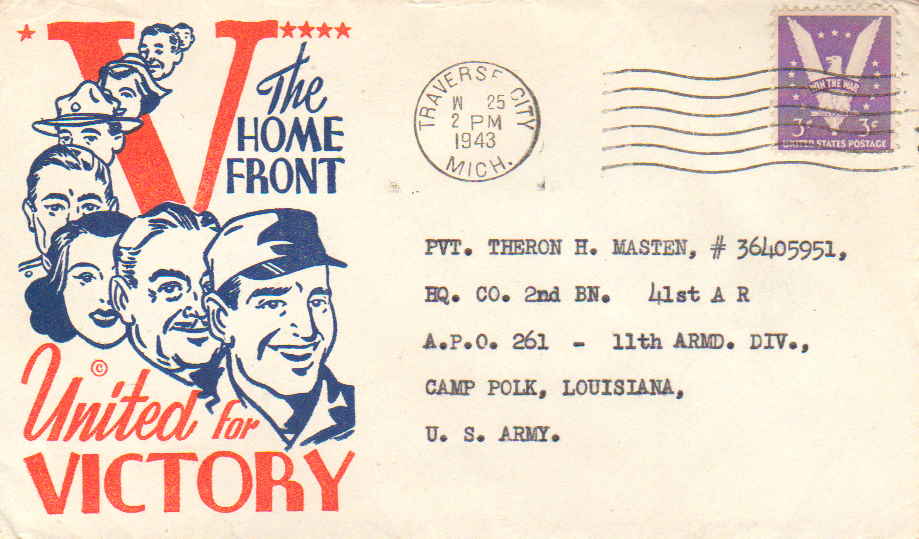 V
The
HOME
FRONT
©
United for
VICTORY
TRAVERSE CITY
25
2 PM
1943
MICH.
WIN THE WAR
3¢ 3¢
UNITED STATES POSTAGE
PVT. THERON H. MASTEN, # 36405951,
HQ. CO. 2nd BN. 41st A R
A.P.O. 261 - 11th ARMD. DIV.,
CAMP POLK, LOUISIANA,
U. S. ARMY.